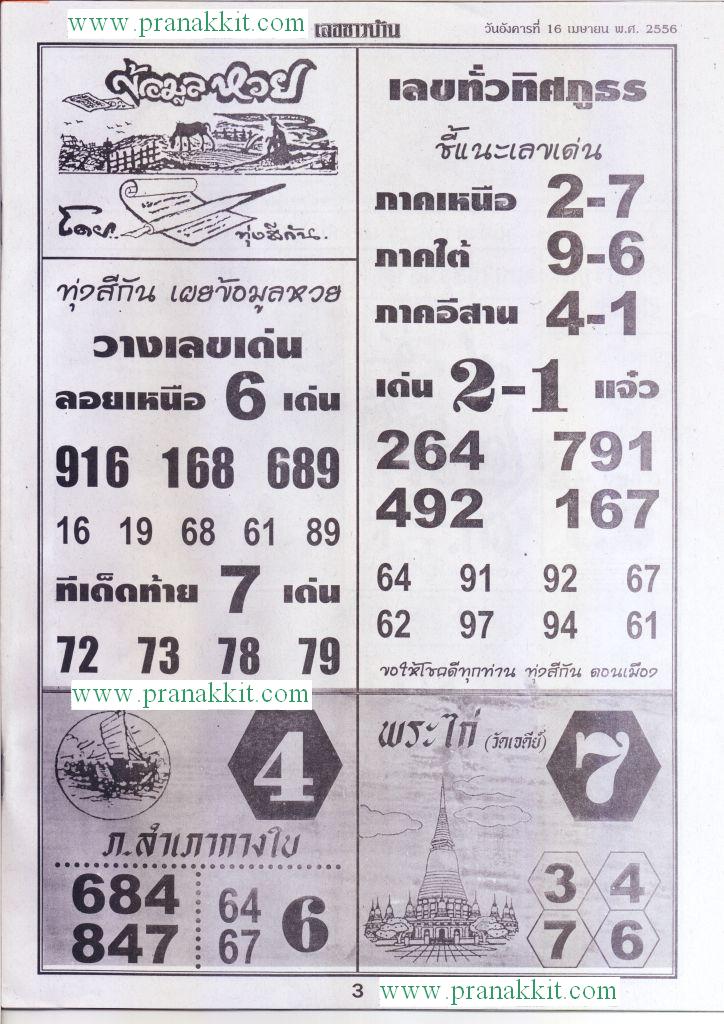 www.pranakkit.com
เลขชาวบ้าน
วันอังคารที่ 16 เมษายน พ.ศ. 2556
ข้อมูลหวย
โดย..
ทุ่งสีกัน.
ทุ่งสีกัน เผยข้อมูลหวย
วางเลขเด่น
ลอยเหนือ 6 เด่น
916 168 689
16 19 68 61 89
ทีเด็ดท้าย 7 เด่น
72 73 78 79
www.pranakkit.com
เลขทั่วทิศภูธร
ชี้แนะเลขเด่น
ภาคเหนือ 2-7
ภาคใต้ 9-6
ภาคอีสาน 4-1
เด่น 2-1 แจ๋ว
264 791
492 167
64 91 92 67
62 97 94 61
ขอให้โชคดีทุกท่าน ทุ่งสีกัน ดอนเมือง
4
ภ.สำเภากางใบ
684
847
64
67
6
พระไก่ (วัดเจดีย์)
7
3 4
7 6
3
www.pranakkit.com